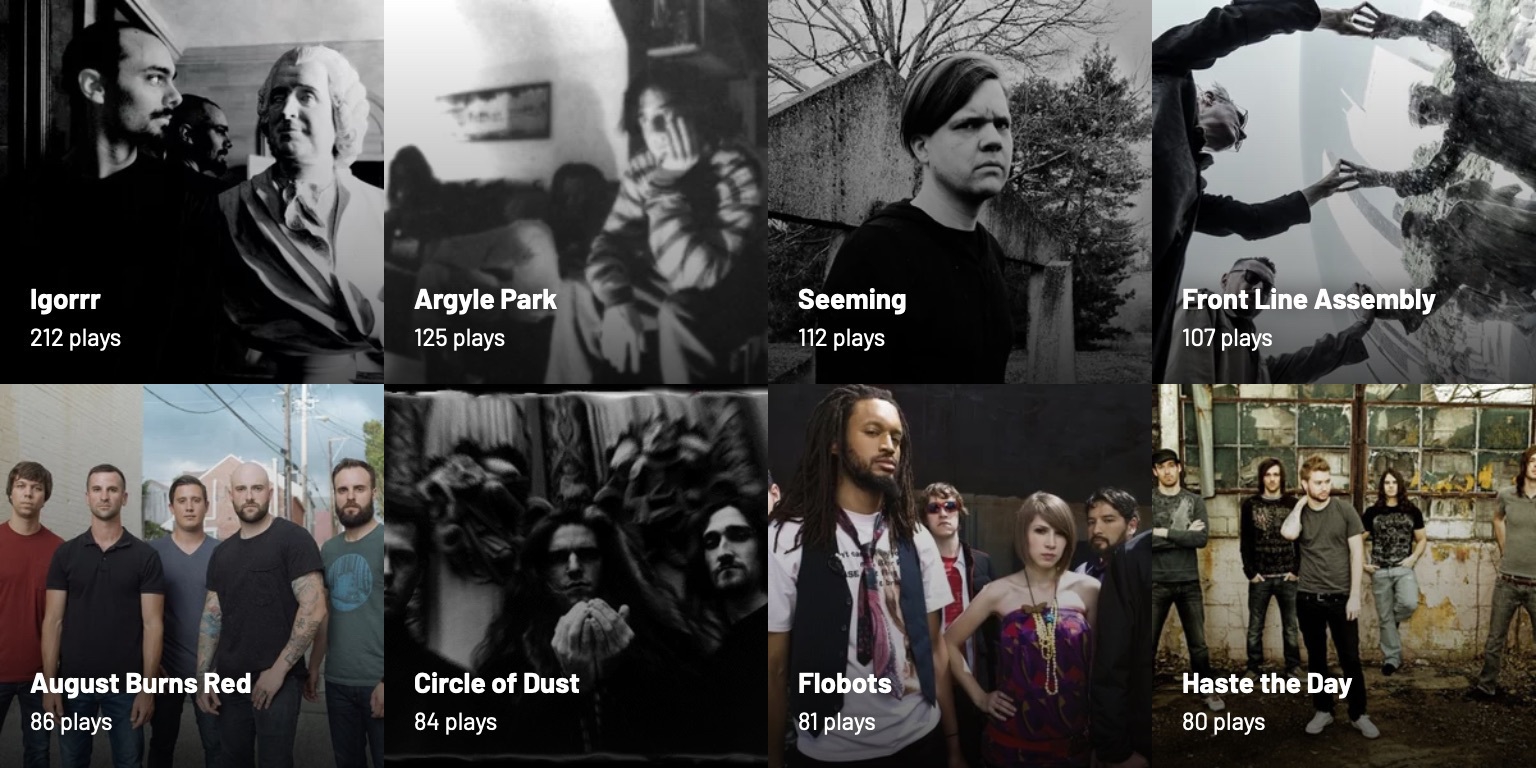 Igorrr
212 plays
Argyle Park
125 plays
Seeming
112 plays
Front Line Assembly
107 plays
August Burns Red
86 plays
Circle of Dust
84 plays
Flobots
81 plays
Haste the Day
80 plays